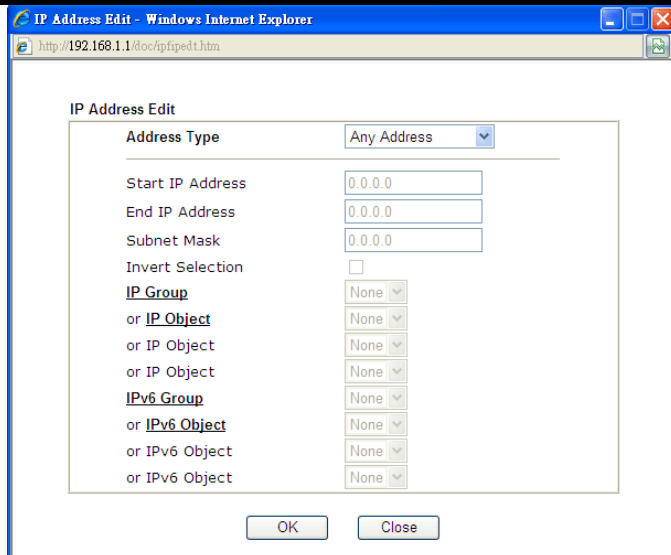 IP Address Edit - Windows Internet Explorer
http://192.168.1.1/doc/ipfipedt.htm
IP Address Edit
Address Type Any Address
Start IP Address 0.0.0.0
End IP Address 0.0.0.0
Subnet Mask 0.0.0.0
Invert Selection
IP Group None
or IP Object None
or IP Object None
or IP Object None
IPv6 Group None
or IPv6 Object None
or IPv6 Object None
or IPv6 Object None
OK Close